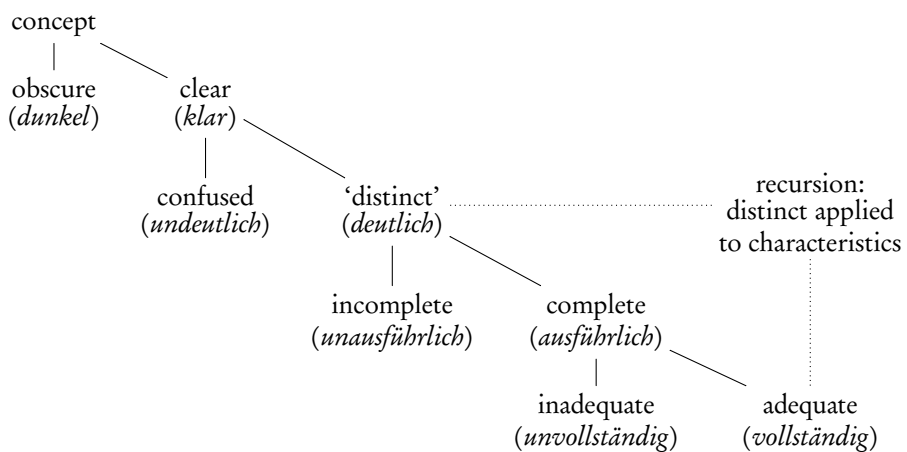 concept
obscure
(dunkel)
clear
(klar)
confused
(undeutlich)
‘distinct’
(deutlich)
recursion:
distinct applied
to characteristics
incomplete
(unausführlich)
complete
(ausführlich)
inadequate
(unvollständig)
adequate
(vollständig)